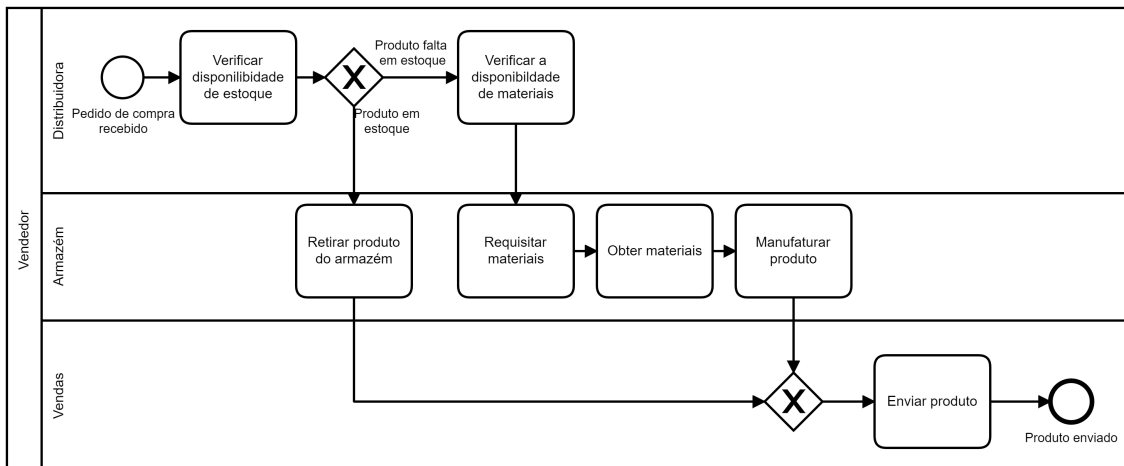 Vendedor
Distribuidora
Pedido de compra
recebido
Verificar
disponilibidade
de estoque
X
Produto falta
em estoque
Produto em
estoque
Verificar a
disponibildade
de materiais
Armazém
Retirar produto
do armazém
Requisitar
materiais
Obter materiais
Manufaturar
produto
Vendas
X
Enviar produto
Produto enviado